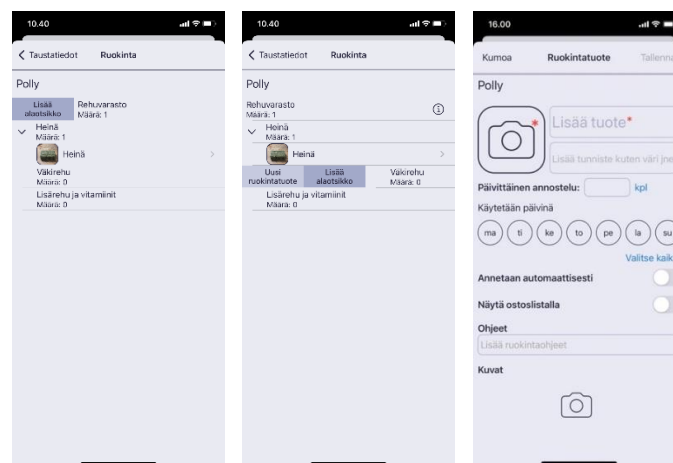 10.40
Taustatiedot Ruokinta
Polly
Lisää alaotsikko
Rehuvarasto
Määrä: 1
Heinä
Määrä: 1
Heinä
Väkirehu
Määrä: 0
Lisärehu ja vitamiinit
Määrä: 0
10.40
Taustatiedot Ruokinta
Polly
Rehuvarasto
Määrä: 1
Heinä
Määrä: 1
Heinä
Uusi ruokintatuote
Lisää alaotsikko
Väkirehu
Määrä: 0
Lisärehu ja vitamiinit
Määrä: 0
16.00
Kumoa Ruokintatuote Tallenna
Polly
Lisää tuote*
Lisää tunniste kuten väri jne
Päivittäinen annostelu: kpl
Käytetään päivinä
ma ti ke to pe la su
Valitse kaik
Annetaan automaattisesti
Näytä ostoslistalla
Ohjeet
Lisää ruokintaohjeet
Kuvat